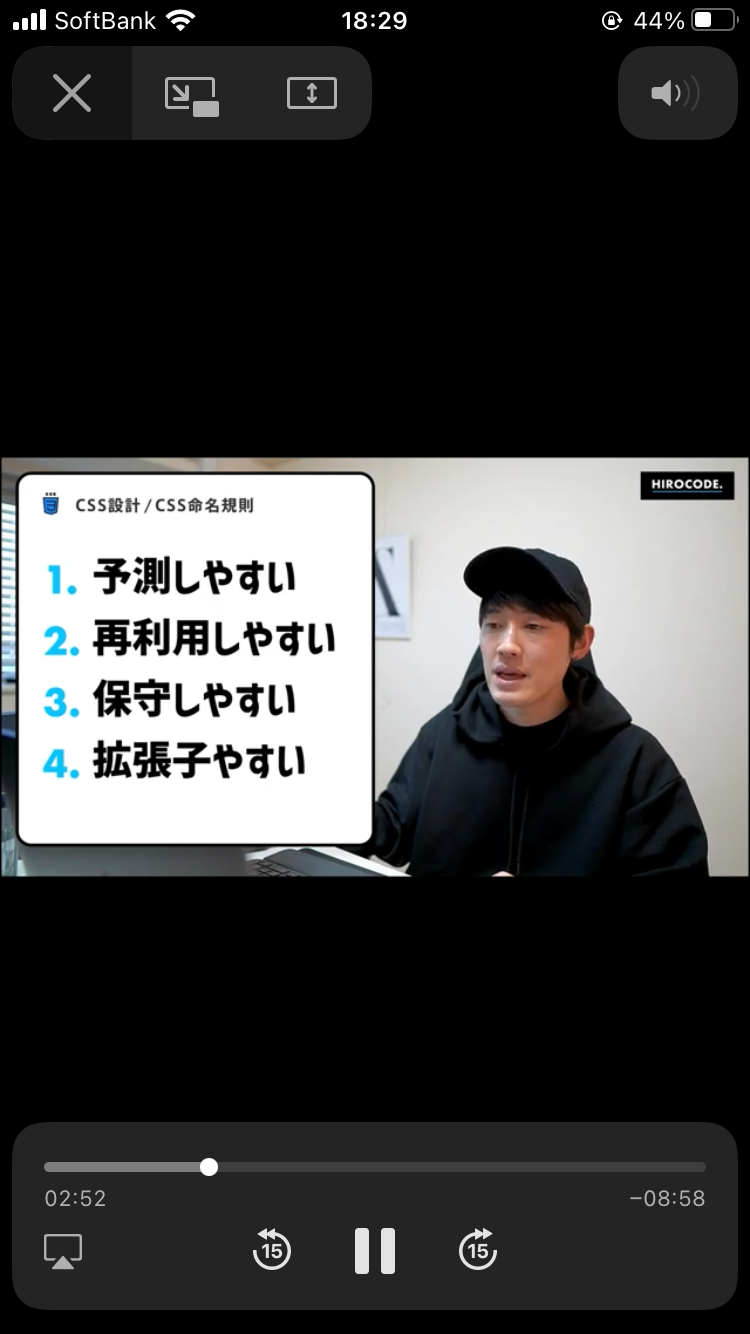 SoftBank 18:29 44%
HIROCODE.
CSS設計 / CSS命名規則
1. 予測しやすい
2. 再利用しやすい
3. 保守しやすい
4. 拡張子やすい
02:52 −08:58
15 15